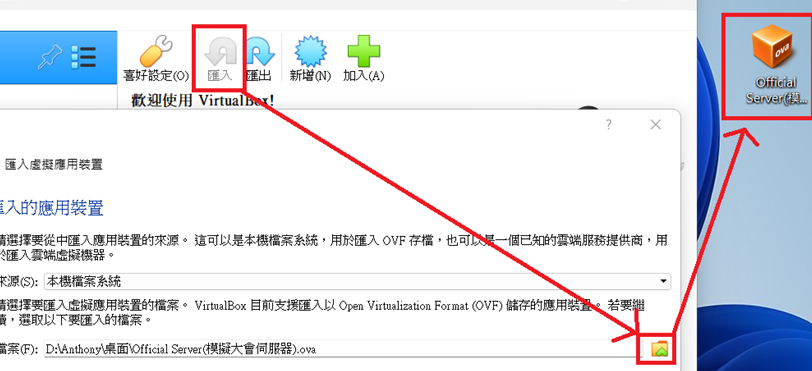 喜好設定(O) 匯入 匯出 新增(N) 加入(A)
歡迎使用 VirtualBox!
ova
Official
Server(模...
? ×
匯入虛擬應用裝置
匯入的應用裝置
請選擇要從中匯入應用裝置的來源。 這可以是本機檔案系統，用於匯入 OVF 存檔，也可以是一個已知的雲端服務提供商，用
於匯入雲端虛擬機器。
來源(S): 本機檔案系統
請選擇要匯入虛擬應用裝置的檔案。 VirtualBox 目前支援匯入以 Open Virtualization Format (OVF) 儲存的應用裝置。 若要繼
續，選取以下要匯入的檔案。
檔案(F): D:\Anthony\桌面\Official Server(模擬大會伺服器).ova